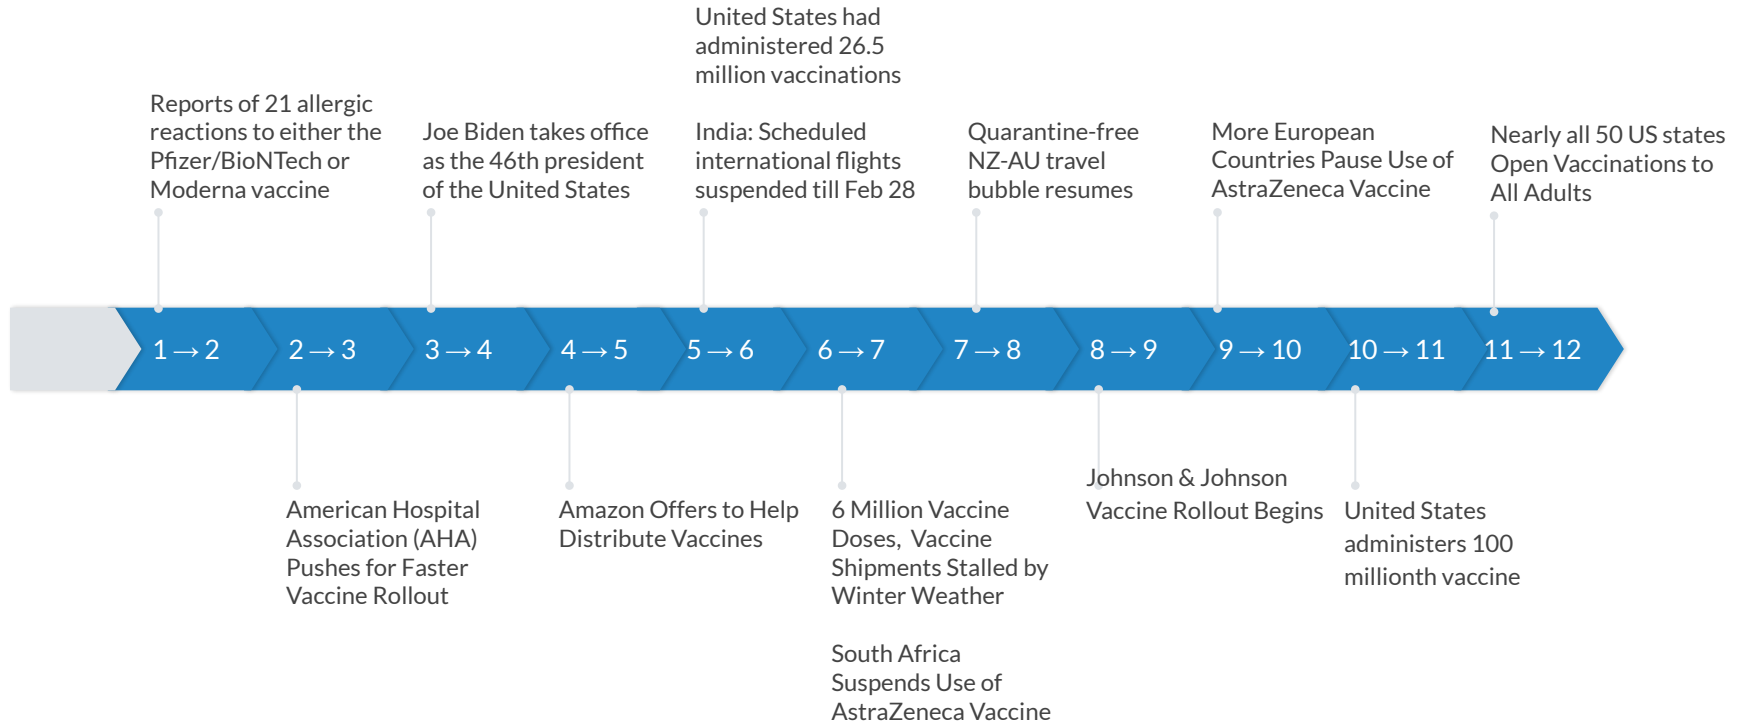 United States had
administered 26.5
million vaccinations
Reports of 21 allergic
reactions to either the
Pfizer/BioNTech or
Moderna vaccine
Joe Biden takes office
as the 46th president
of the United States
India: Scheduled
international flights
suspended till Feb 28
Quarantine-free
NZ-AU travel
bubble resumes
More European
Countries Pause Use of
AstraZeneca Vaccine
Nearly all 50 US states
Open Vaccinations to
All Adults
1→2
2→3
3→4
4→5
5→6
6→7
7→8
8→9
9→10
10→11
11→12
American Hospital
Association (AHA)
Pushes for Faster
Vaccine Rollout
Amazon Offers to Help
Distribute Vaccines
6 Million Vaccine
Doses, Vaccine
Shipments Stalled by
Winter Weather
South Africa
Suspends Use of
AstraZeneca Vaccine
Johnson & Johnson
Vaccine Rollout Begins
United States
administers 100
millionth vaccine